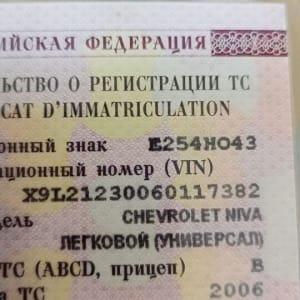 ИЙСКАЯ ФЕДЕРАЦИЯ
ЬСТВО О РЕГИСТРАЦИИ ТС
CAT D'IMMATRICULATION
онный знак Е254НО43
ационный номер (VIN)
X9L21230060117382
дель CHEVROLET NIVA
ЛЕГКОВОЙ (УНИВЕРСАЛ)
ТС (ABCD, прицеп) B
а ТС 2006